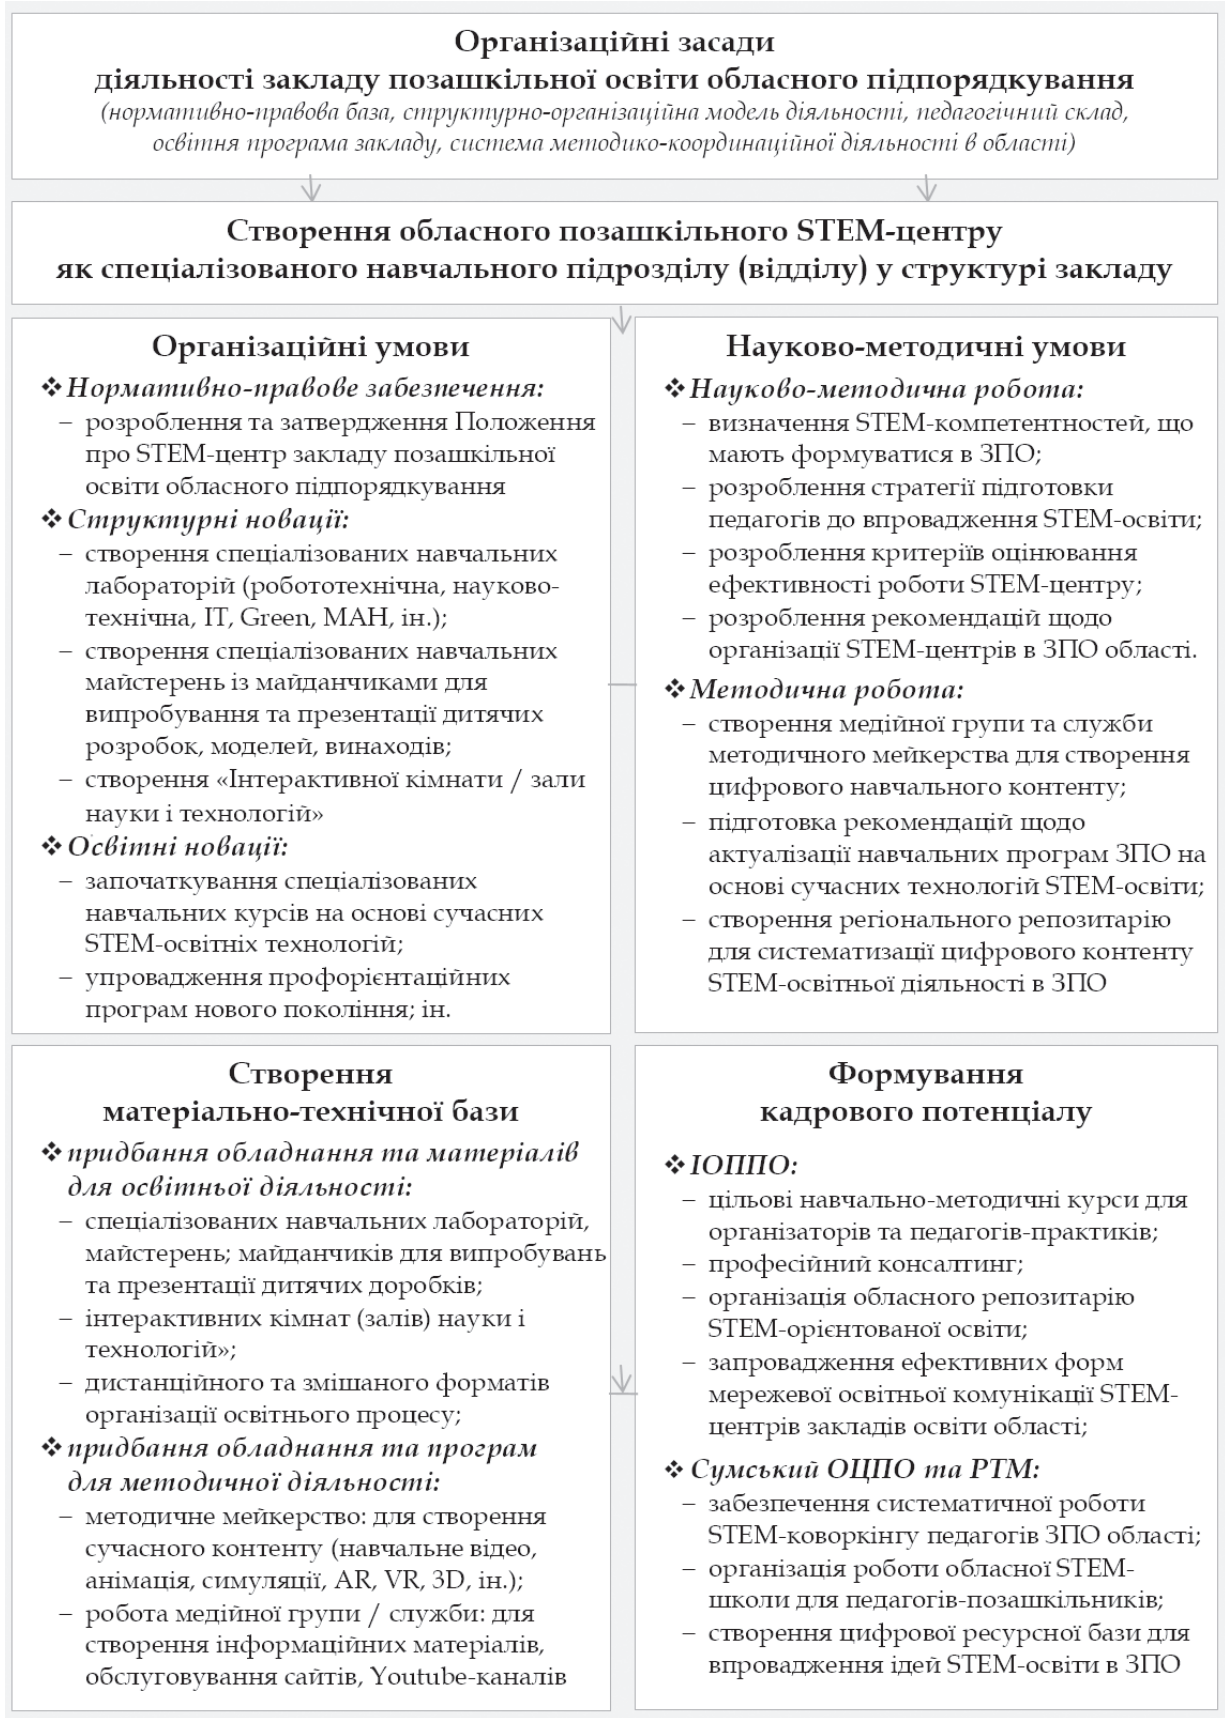 Організаційні засади
діяльності закладу позашкільної освіти обласного підпорядкування
(нормативно-правова база, структурно-організаційна модель діяльності, педагогічний склад,
освітня програма закладу, система методико-координаційної діяльності в області)
Створення обласного позашкільного STEM-центру
як спеціалізованого навчального підрозділу (відділу) у структурі закладу
Організаційні умови
❖ Нормативно-правове забезпечення:
– розроблення та затвердження Положення
про STEM-центр закладу позашкільної
освіти обласного підпорядкування
❖ Структурні новації:
– створення спеціалізованих навчальних
лабораторій (робототехнічна, науково-
технічна, IT, Green, МАН, ін.);
– створення спеціалізованих навчальних
майстерень із майданчиками для
випробування та презентації дитячих
розробок, моделей, винаходів;
– створення «Інтерактивної кімнати / зали
науки і технологій»
❖ Освітні новації:
– започаткування спеціалізованих
навчальних курсів на основі сучасних
STEM-освітніх технологій;
– упровадження профорієнтаційних
програм нового покоління; ін.
Науково-методичні умови
❖ Науково-методична робота:
– визначення STEM-компетентностей, що
мають формуватися в ЗПО;
– розроблення стратегії підготовки
педагогів до впровадження STEM-освіти;
– розроблення критеріїв оцінювання
ефективності роботи STEM-центру;
– розроблення рекомендацій щодо
організації STEM-центрів в ЗПО області.
❖ Методична робота:
– створення медійної групи та служби
методичного мейкерства для створення
цифрового навчального контенту;
– підготовка рекомендацій щодо
актуалізації навчальних програм ЗПО на
основі сучасних технологій STEM-освіти;
– створення регіонального репозитарію
для систематизації цифрового контенту
STEM-освітньої діяльності в ЗПО
Створення
матеріально-технічної бази
❖ придбання обладнання та матеріалів
для освітньої діяльності:
– спеціалізованих навчальних лабораторій,
майстерень; майданчиків для випробувань
та презентації дитячих доробків;
– інтерактивних кімнат (залів) науки і
технологій»;
– дистанційного та змішаного форматів
організації освітнього процесу;
❖ придбання обладнання та програм
для методичної діяльності:
– методичне мейкерство: для створення
сучасного контенту (навчальне відео,
анімація, симуляції, AR, VR, 3D, ін.);
– робота медійної групи / служби: для
створення інформаційних матеріалів,
обслуговування сайтів, Youtube-каналів
Формування
кадрового потенціалу
❖ ІОППО:
– цільові навчально-методичні курси для
організаторів та педагогів-практиків;
– професійний консалтинг;
– організація обласного репозитарію
STEM-орієнтованої освіти;
– запровадження ефективних форм
мережевої освітньої комунікації STEM-
центрів закладів освіти області;
❖ Сумський ОЦПО та РТМ:
– забезпечення систематичної роботи
STEM-коворкінгу педагогів ЗПО області;
– організація роботи обласної STEM-
школи для педагогів-позашкільників;
– створення цифрової ресурсної бази для
впровадження ідей STEM-освіти в ЗПО